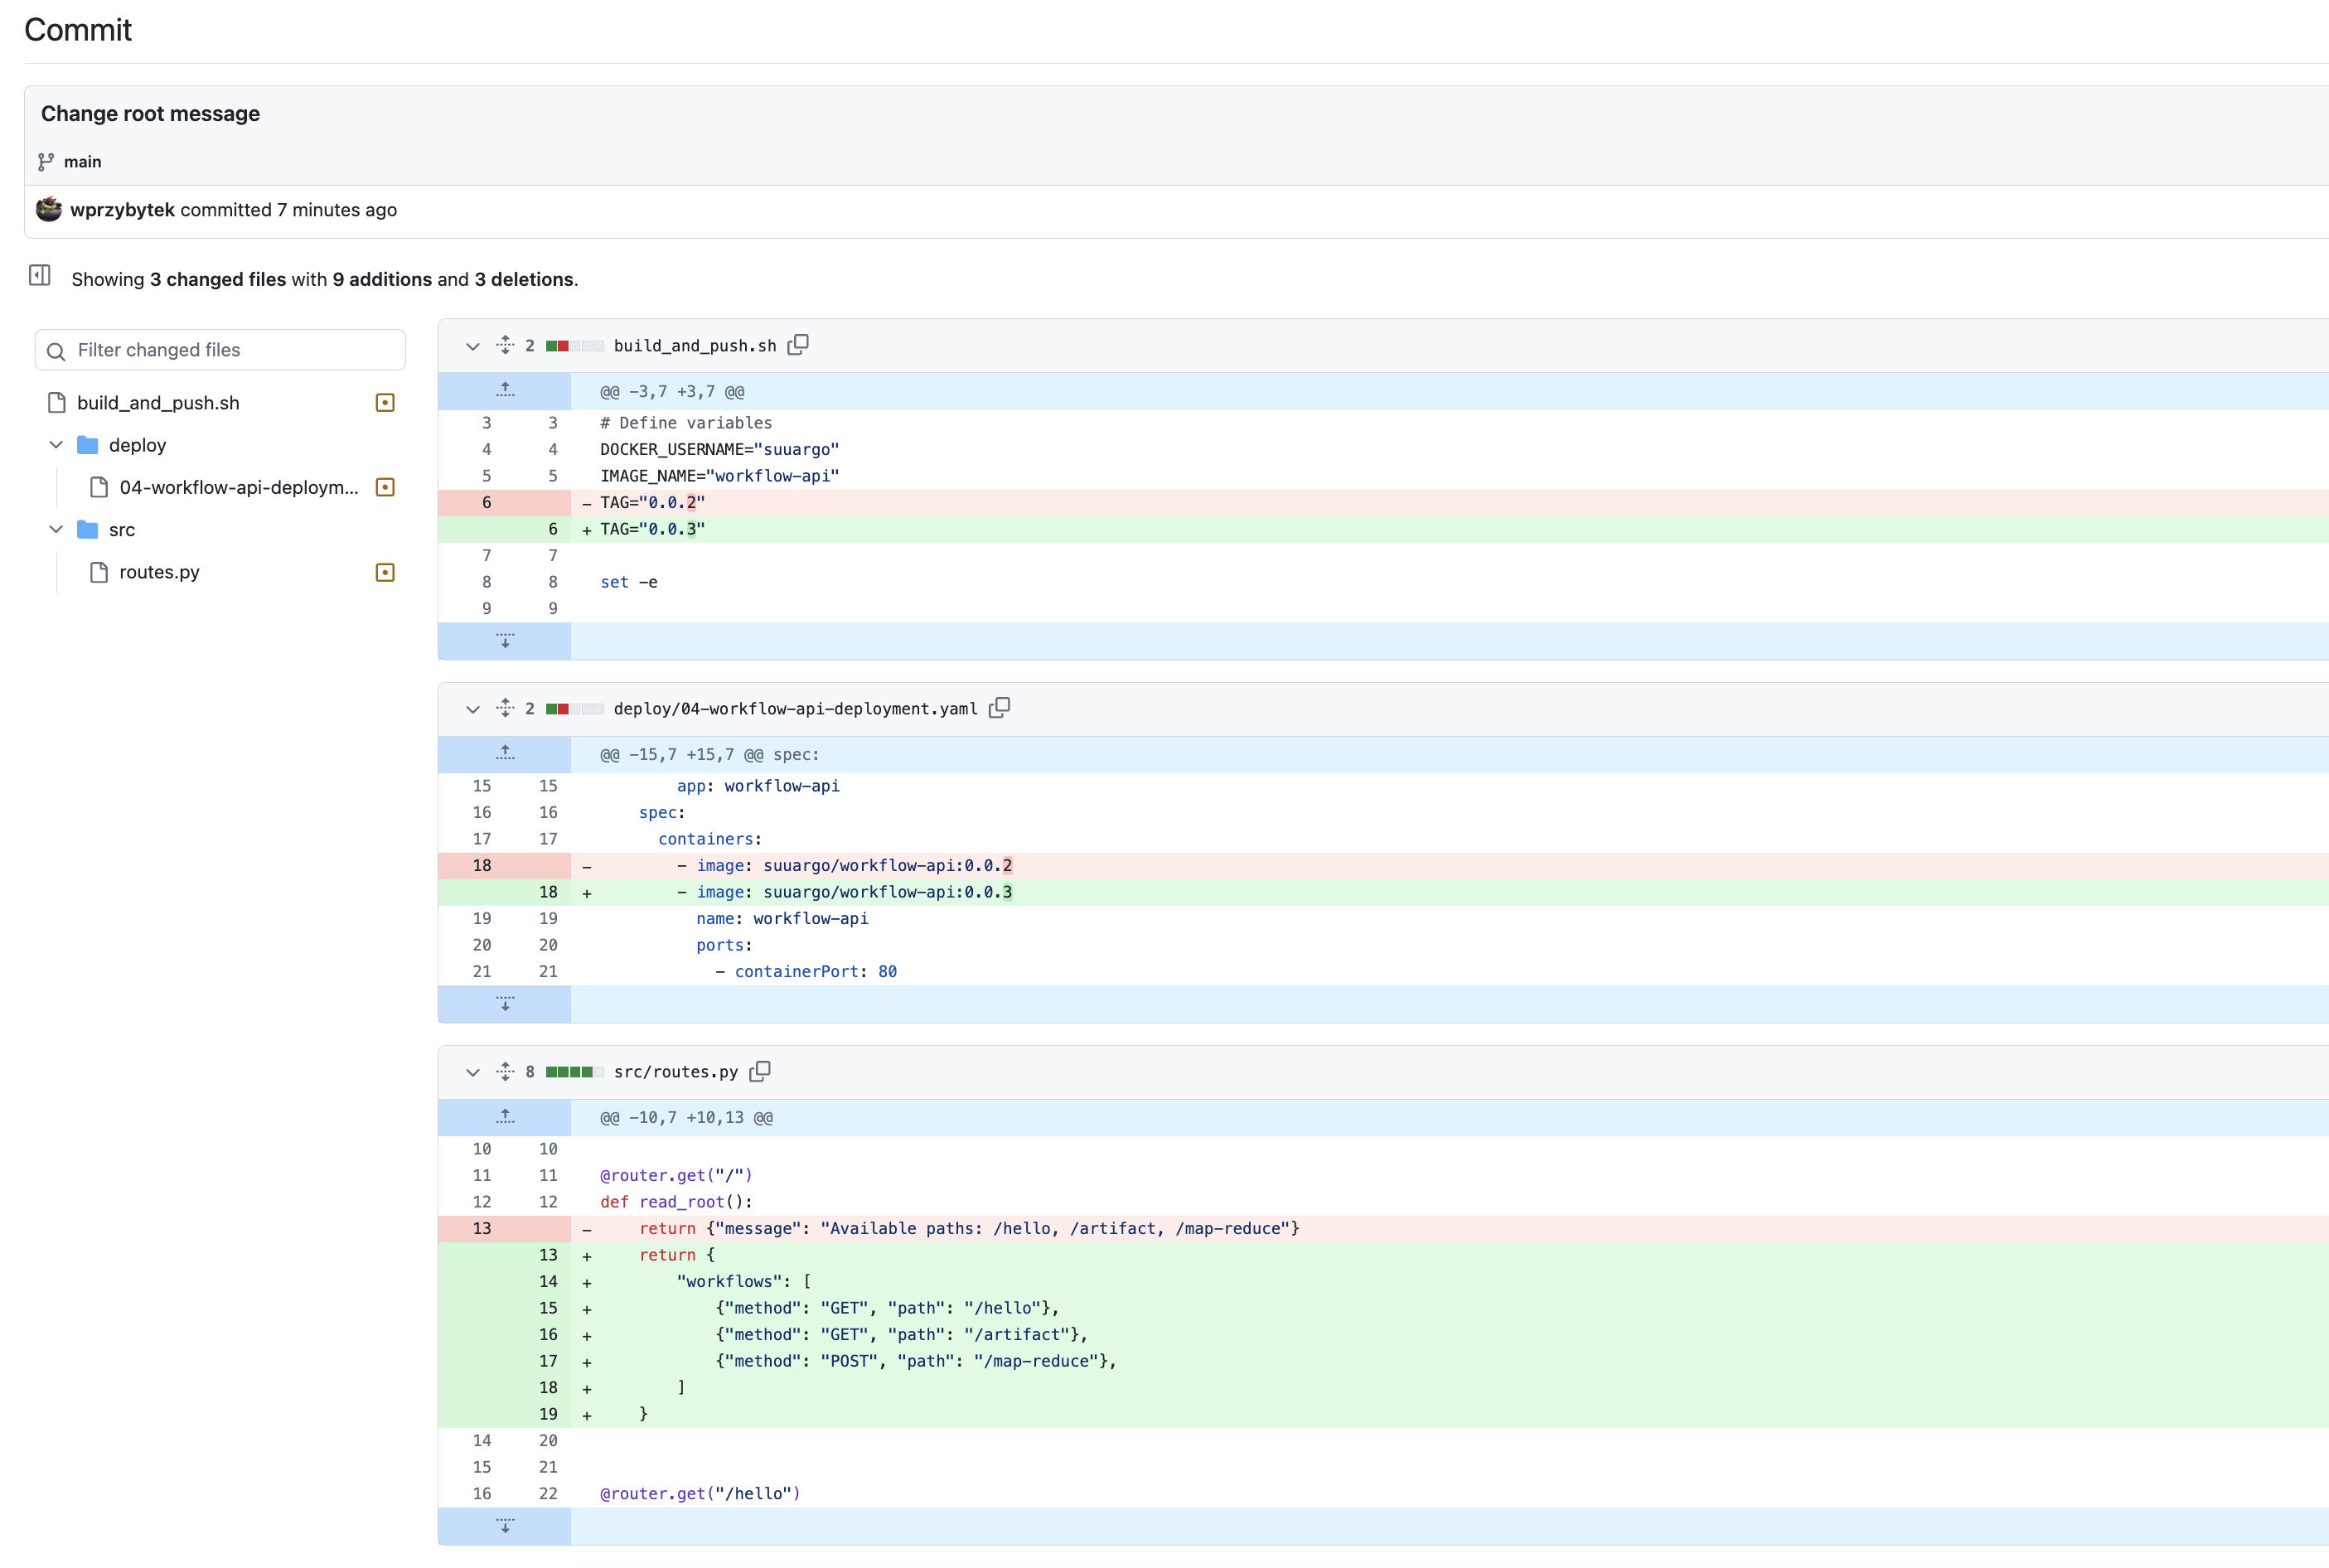 Commit
Change root message
main
wprzybytek committed 7 minutes ago
Showing 3 changed files with 9 additions and 3 deletions.
Filter changed files
build_and_push.sh
deploy
04-workflow-api-deploym...
src
routes.py
2 build_and_push.sh
@@ -3,7 +3,7 @@
3 3 # Define variables
4 4 DOCKER_USERNAME="suuargo"
5 5 IMAGE_NAME="workflow-api"
6 - TAG="0.0.2"
6 + TAG="0.0.3"
7 7
8 8 set -e
9 9
2 deploy/04-workflow-api-deployment.yaml
@@ -15,7 +15,7 @@ spec:
15 15 app: workflow-api
16 16 spec:
17 17 containers:
18 - - image: suuargo/workflow-api:0.0.2
18 + - image: suuargo/workflow-api:0.0.3
19 19 name: workflow-api
20 20 ports:
21 21 - containerPort: 80
8 src/routes.py
@@ -10,7 +10,13 @@
10 10
11 11 @router.get("/")
12 12 def read_root():
13 - return {"message": "Available paths: /hello, /artifact, /map-reduce"}
13 + return {
14 + "workflows": [
15 + {"method": "GET", "path": "/hello"},
16 + {"method": "GET", "path": "/artifact"},
17 + {"method": "POST", "path": "/map-reduce"},
18 + ]
19 + }
14 20
15 21
16 22 @router.get("/hello")